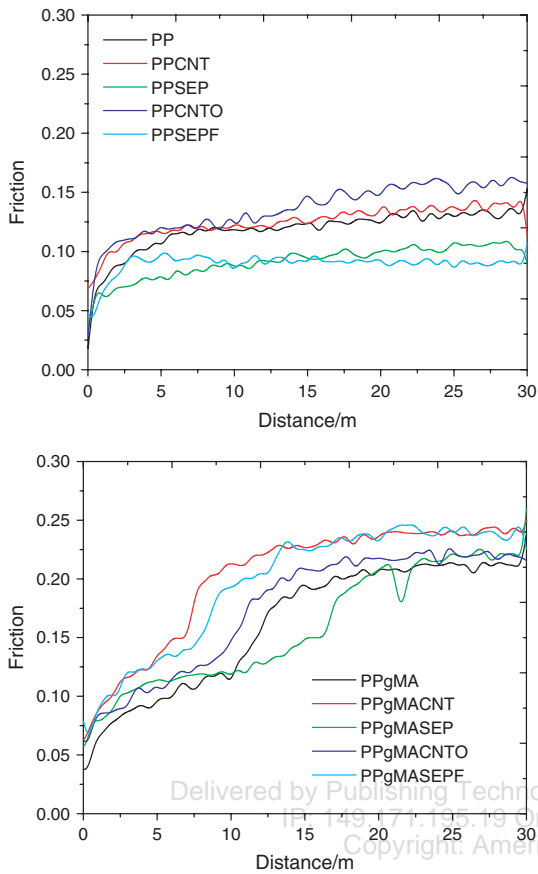 0.30
PP
PPCNT
0.25
PPSEP
PPCNTO
0.20
PPSEPF
0.15
Friction
0.10
0.05
0.00
0 5 10 15 20 25 30
Distance/m
0.30
0.25
0.20
Friction
0.15
PPgMA
0.10
PPgMACNT
PPgMASEP
0.05
PPgMACNTO
PPgMASEPF
0.00
Delivered by Publishing Techno
0 5 10 15 20 25 30
IP: 149.171.195.19 On
Copyright: Ameri
Distance/m